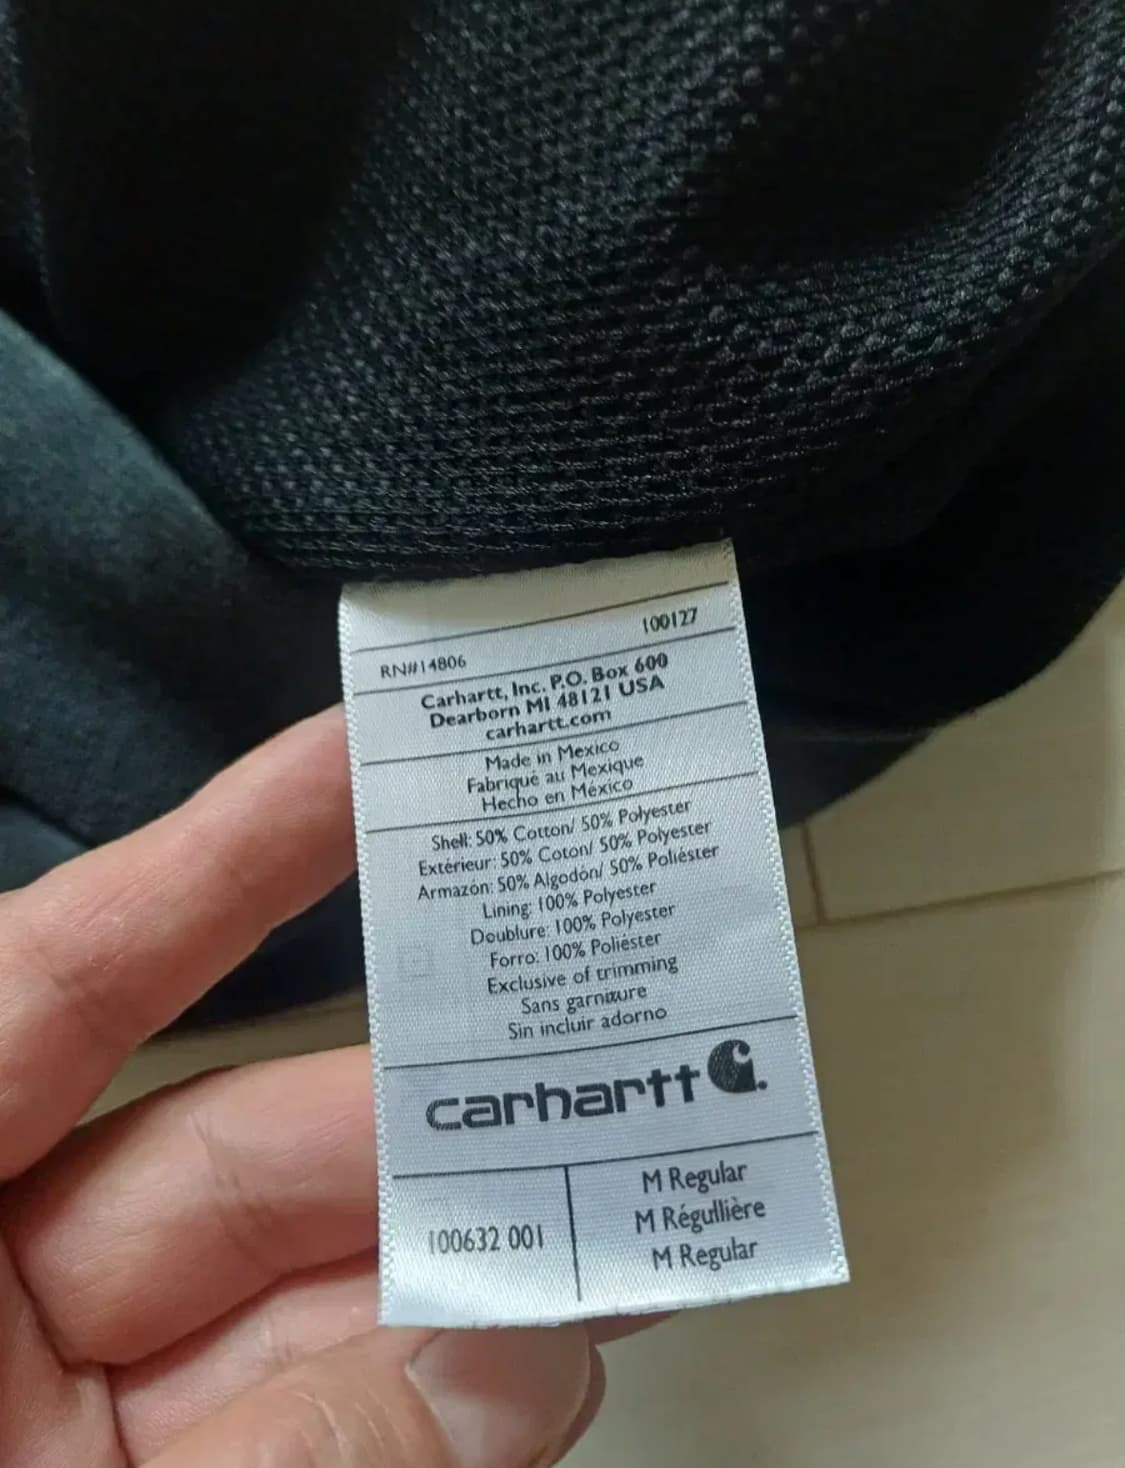 100127
RN#14806
Carhartt, Inc. P.O. Box 600
Dearborn MI 48121 USA
carhartt.com
Made in Mexico
Fabriqué au Mexique
Hecho en México
Shell: 50% Cotton/ 50% Polyester
Extérieur: 50% Coton/ 50% Polyester
Armazón: 50% Algodón/ 50% Poliéster
Lining: 100% Polyester
Doublure: 100% Polyester
Forro: 100% Poliéster
Exclusive of trimming
Sans garnixure
Sin incluir adorno
carhartt
100632 001
M Regular
M Régullière
M Regular